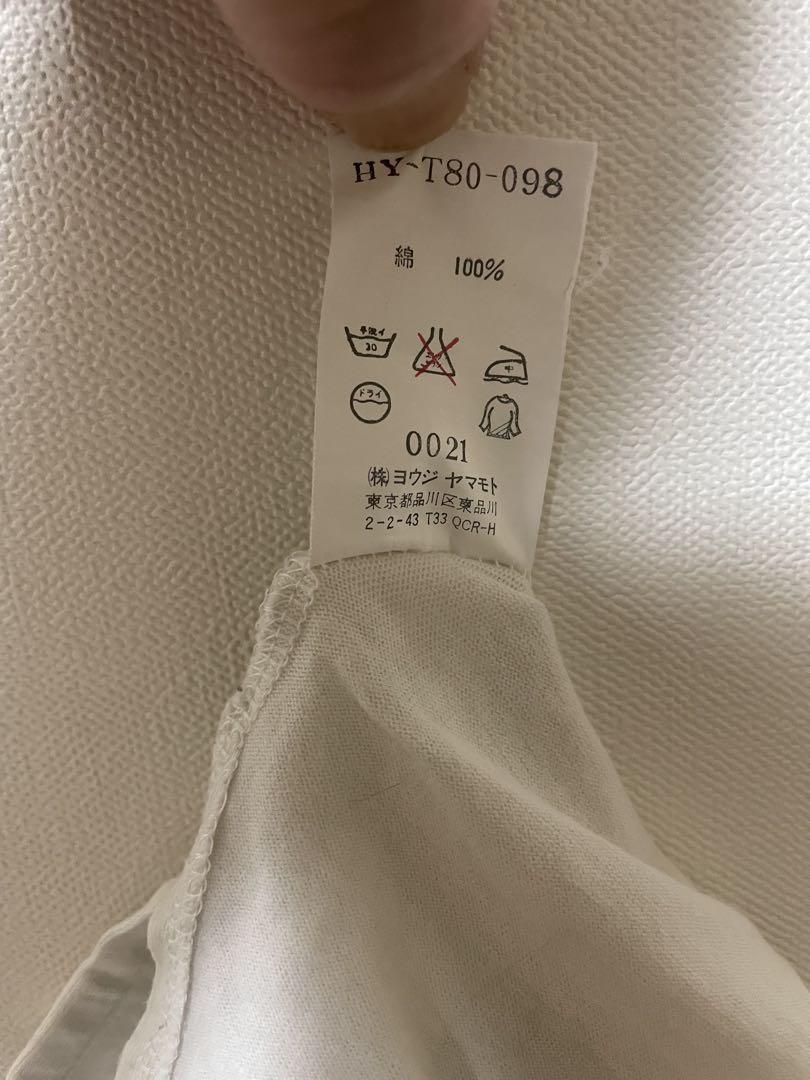 HY-T80-098
綿 100%
手洗イ
30
中
ドライ
0021
㈱ヨウジ ヤマモト
東京都品川区東品川
2-2-43 T33 QCR-H